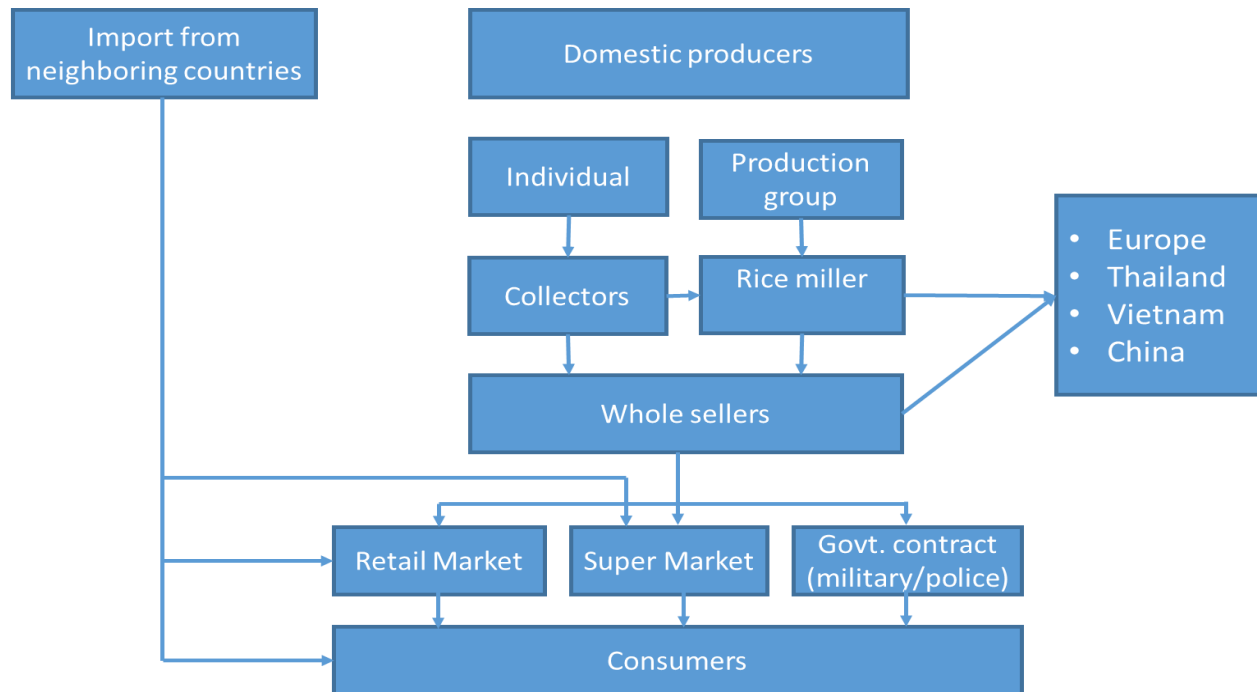 Import from
neighboring countries
Domestic producers
Individual
Production
group
Collectors
Rice miller
• Europe
• Thailand
• Vietnam
• China
Whole sellers
Retail Market
Super Market
Govt. contract
(military/police)
Consumers